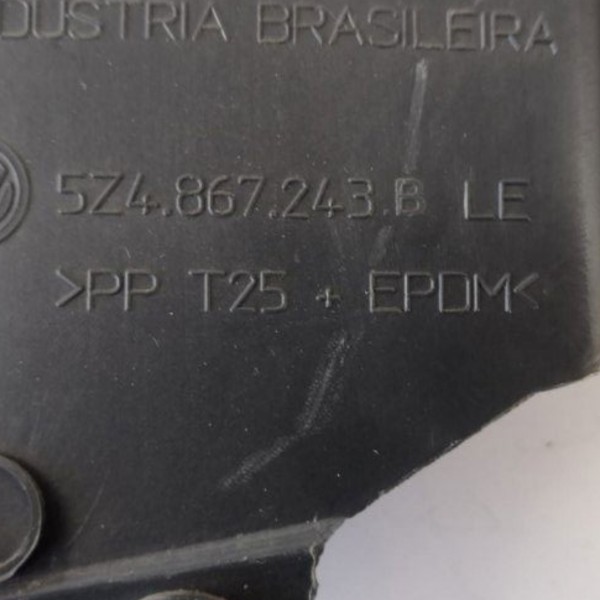 DUSTRIA BRASILEIRA
5Z4.867.243.B LE
>PP T25 + EPDM<